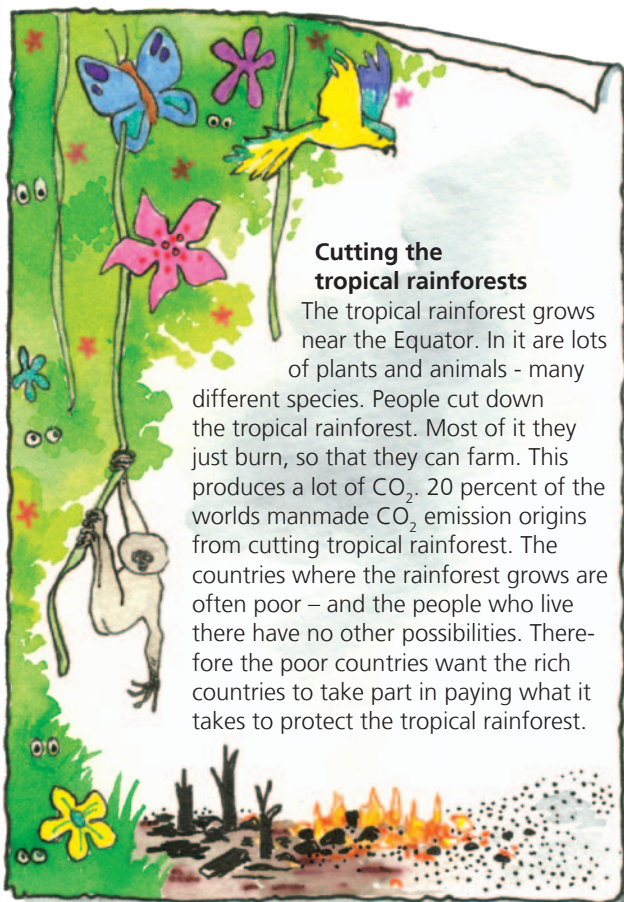 Cutting the
tropical rainforests
The tropical rainforest grows
near the Equator. In it are lots
of plants and animals - many
different species. People cut down
the tropical rainforest. Most of it they
just burn, so that they can farm. This
produces a lot of CO₂. 20 percent of the
worlds manmade CO₂ emission origins
from cutting tropical rainforest. The
countries where the rainforest grows are
often poor – and the people who live
there have no other possibilities. There-
fore the poor countries want the rich
countries to take part in paying what it
takes to protect the tropical rainforest.